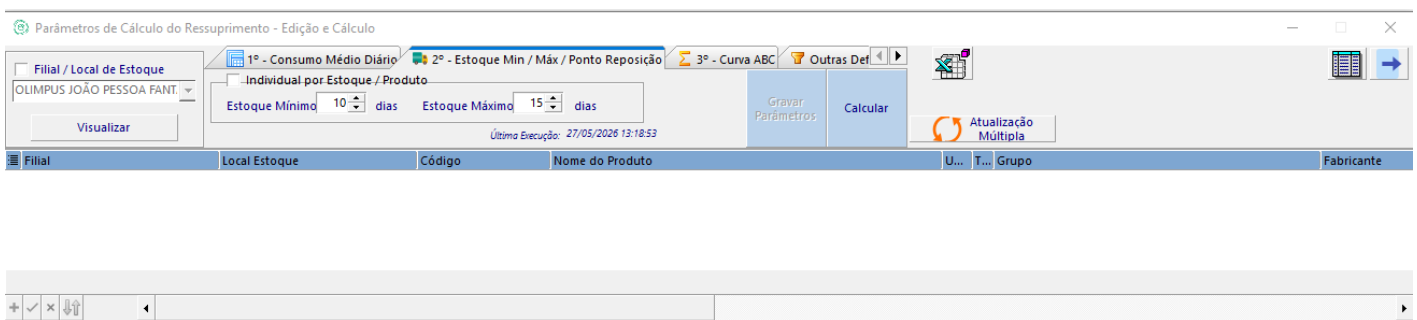 Parâmetros de Cálculo do Ressuprimento - Edição e Cálculo
Filial / Local de Estoque
OLIMPUS JOÃO PESSOA FANT.
Visualizar
1º - Consumo Médio Diário
2º - Estoque Min / Máx / Ponto Reposição
3º - Curva ABC
Outras Def
Individual por Estoque / Produto
Estoque Mínimo 10 dias Estoque Máximo 15 dias
Última Execução: 27/05/2026 13:18:53
Gravar
Parâmetros
Calcular
Atualização
Múltipla
Filial Local Estoque Código Nome do Produto U... T... Grupo Fabricante